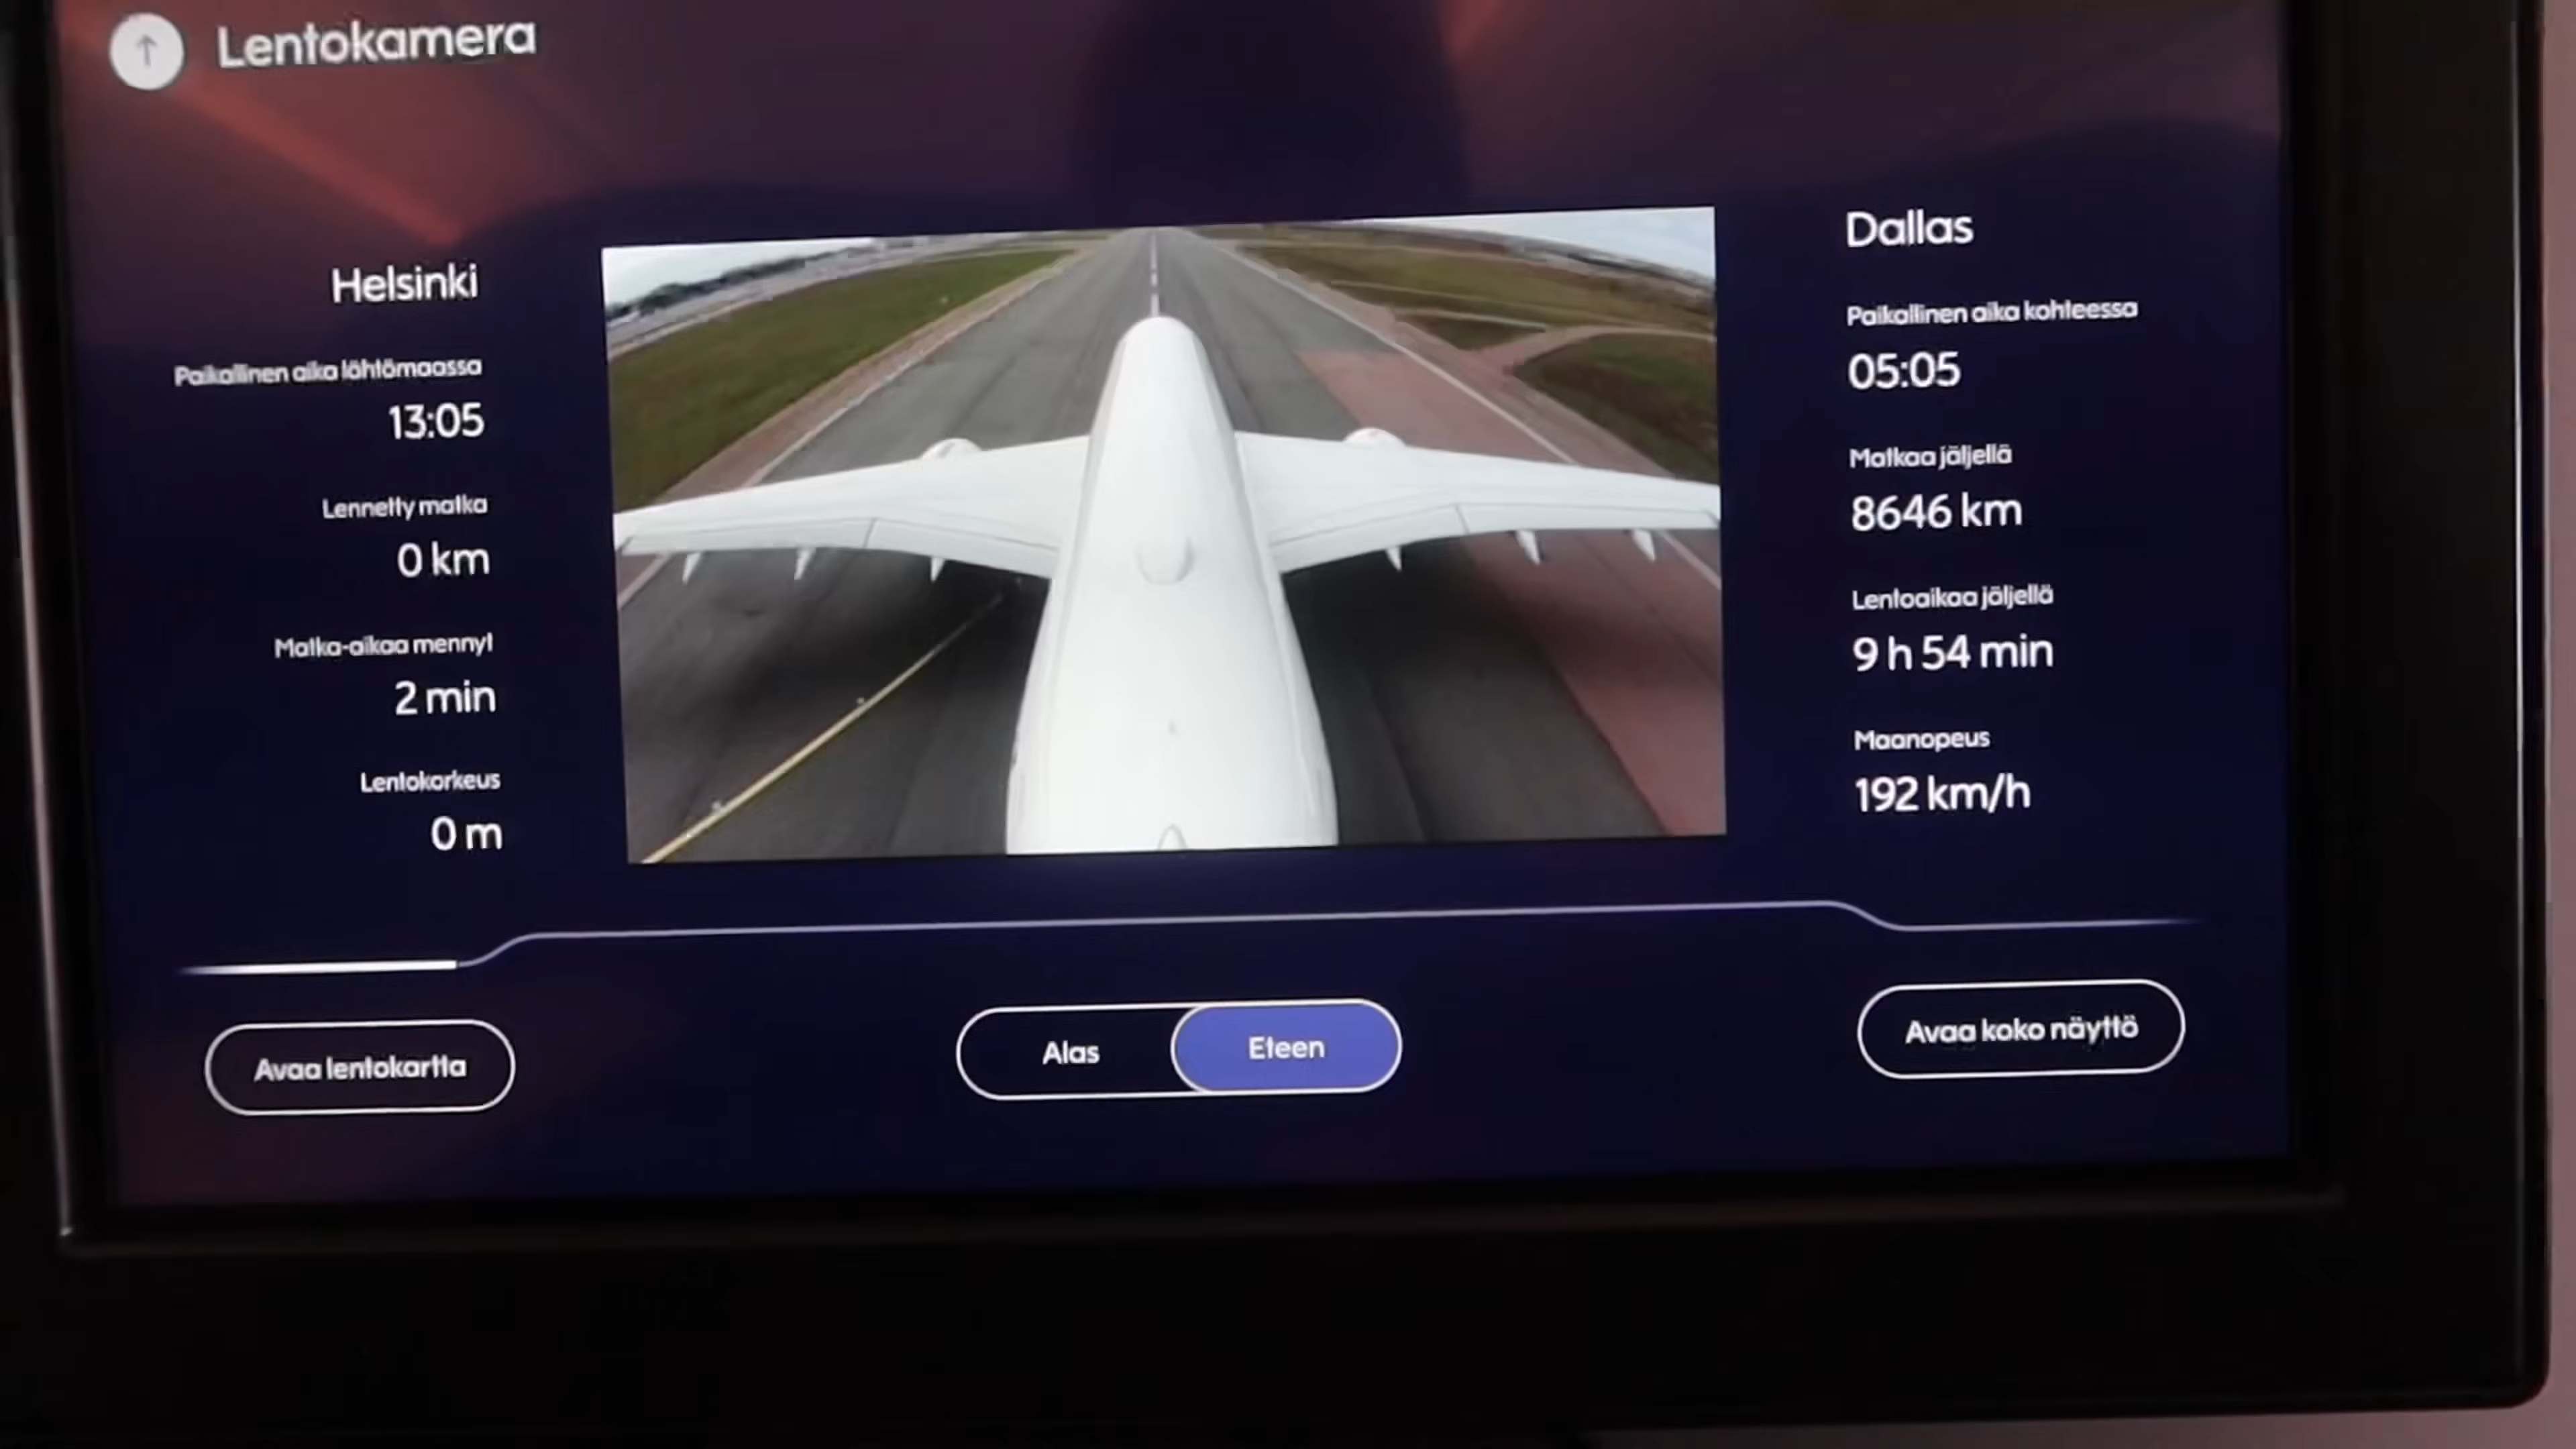 Lentokamera
Helsinki
Paikallinen aika lähtömaassa
13:05
Lennetty matka
0 km
Matka-aikaa mennyt
2 min
Lentokorkeus
0 m
Dallas
Paikallinen aika kohteessa
05:05
Matkaa jäljellä
8646 km
Lentoaikaa jäljellä
9 h 54 min
Maanopeus
192 km/h
Avaa lentokartta
Alas
Eteen
Avaa koko näyttö